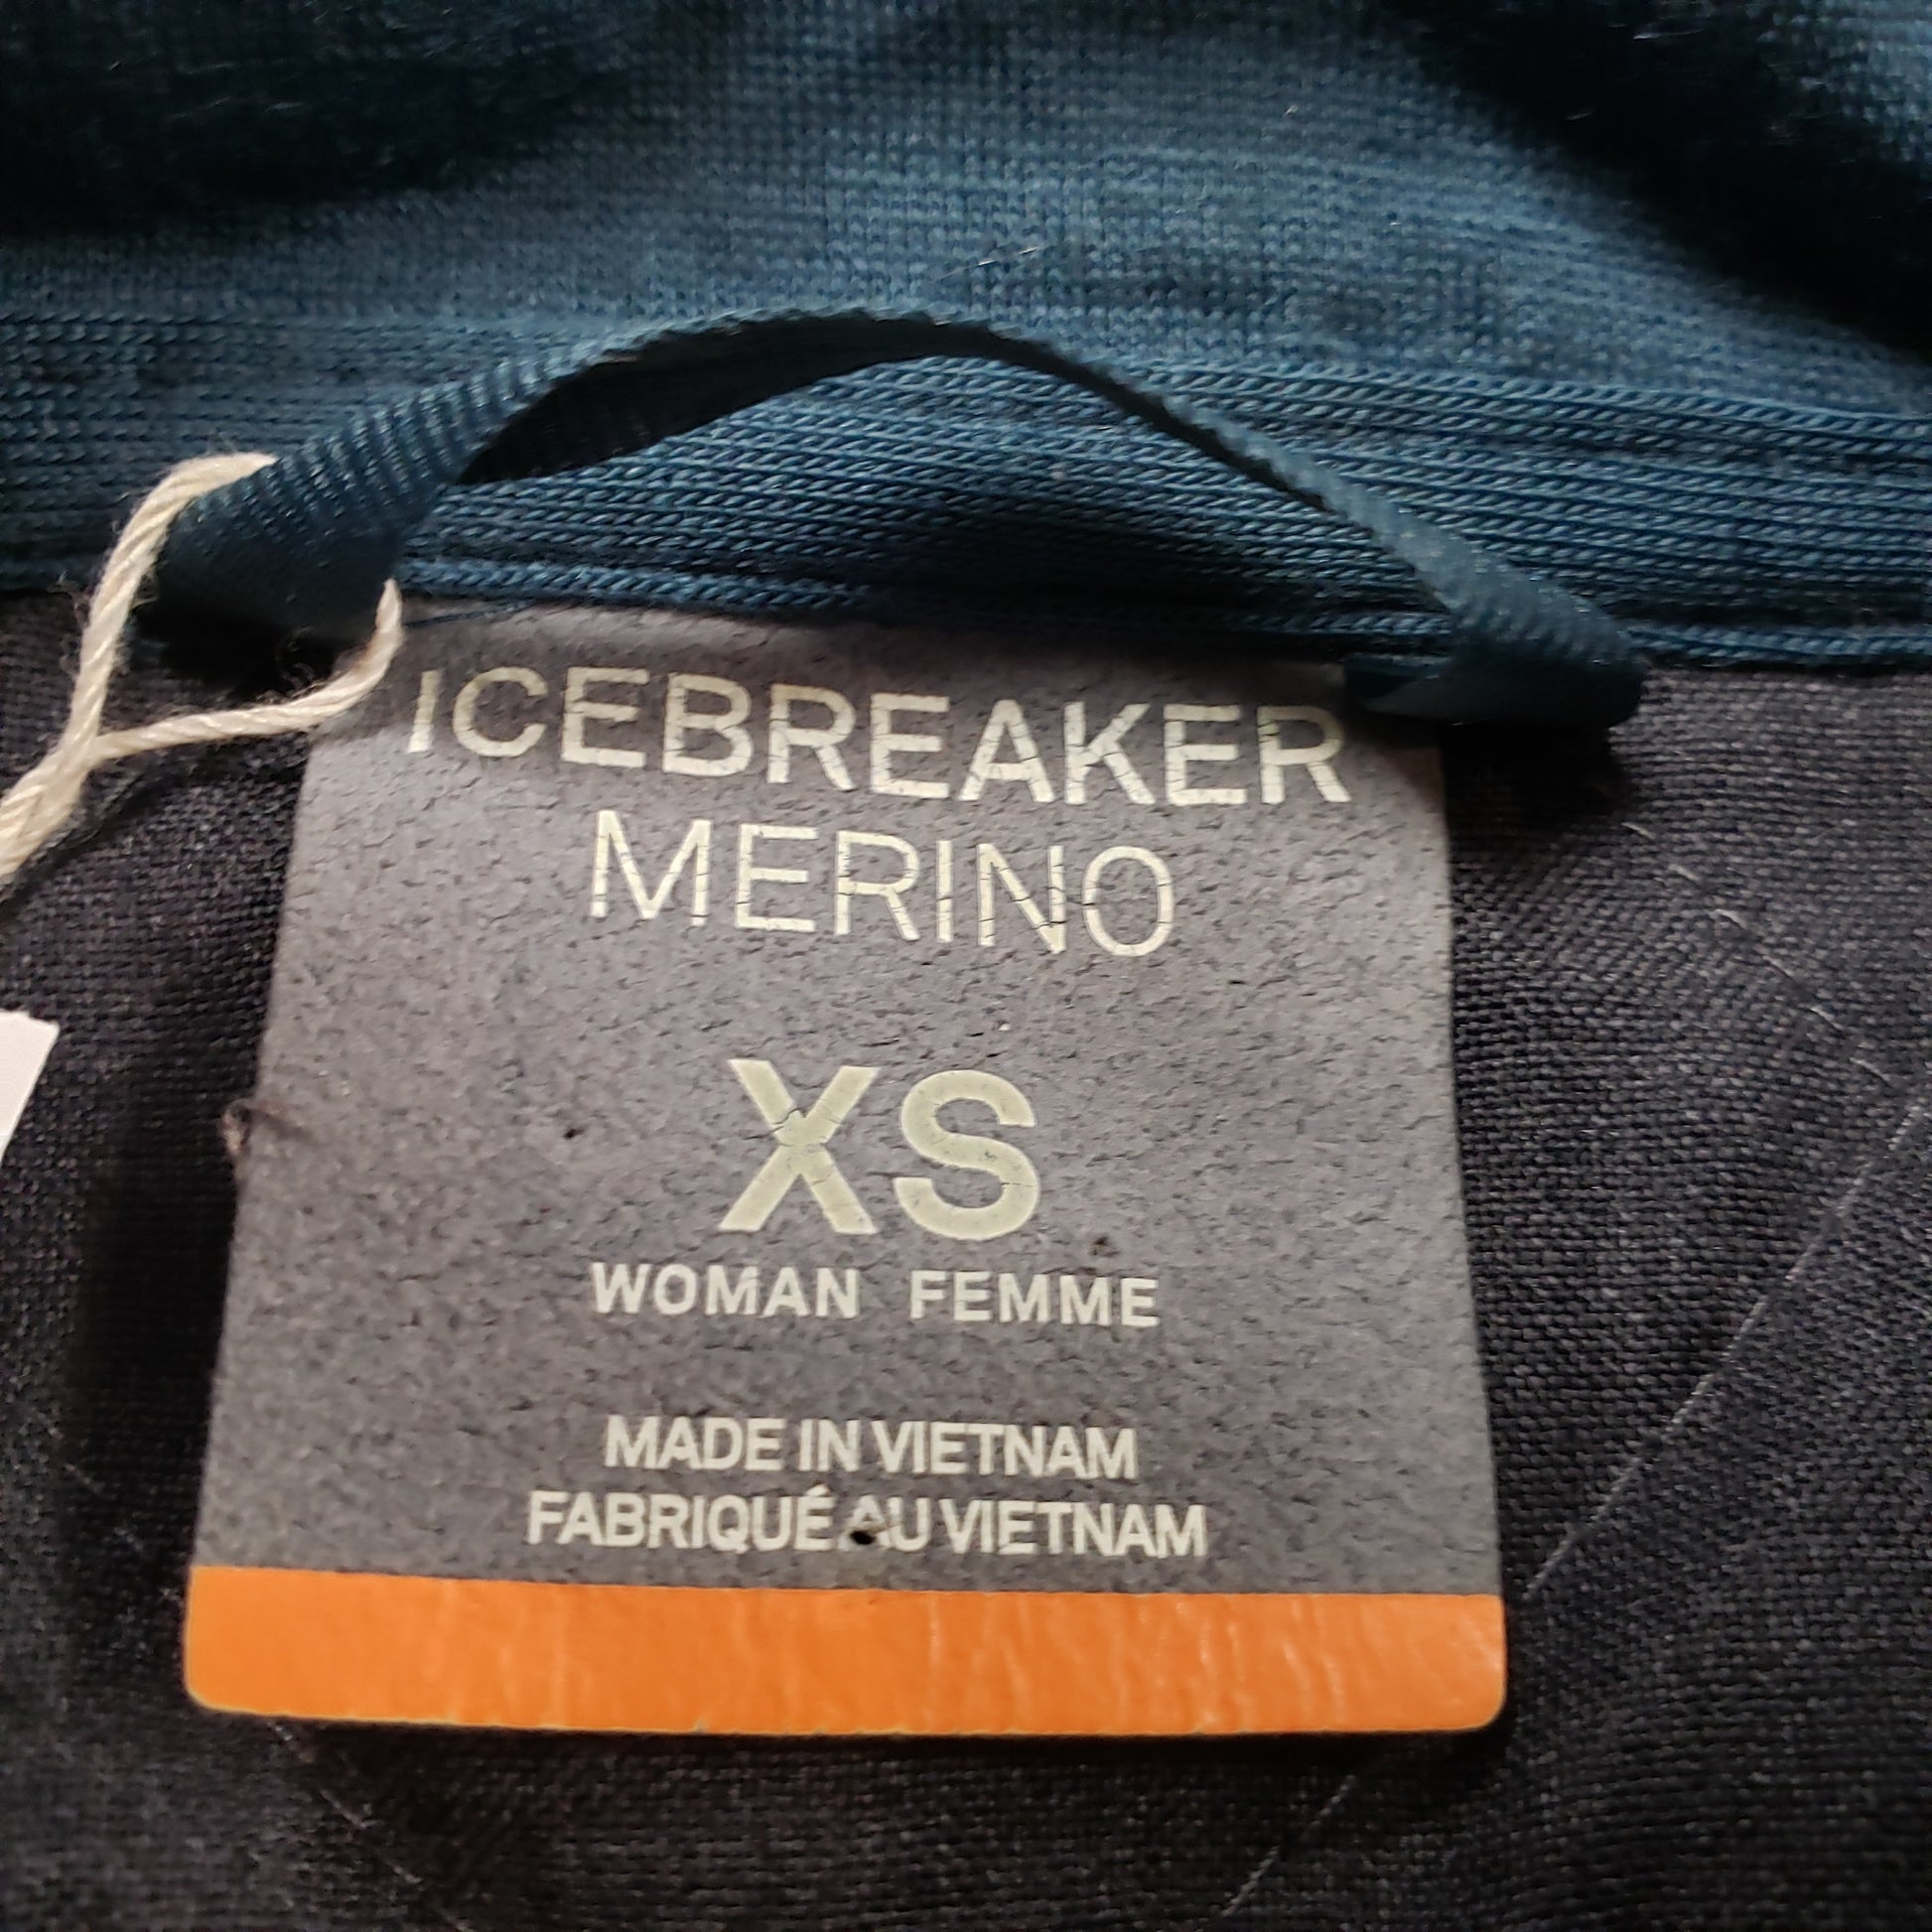 ICEBREAKER
MERINO
XS
WOMAN FEMME
MADE IN VIETNAM
FABRIQUÉ AU VIETNAM